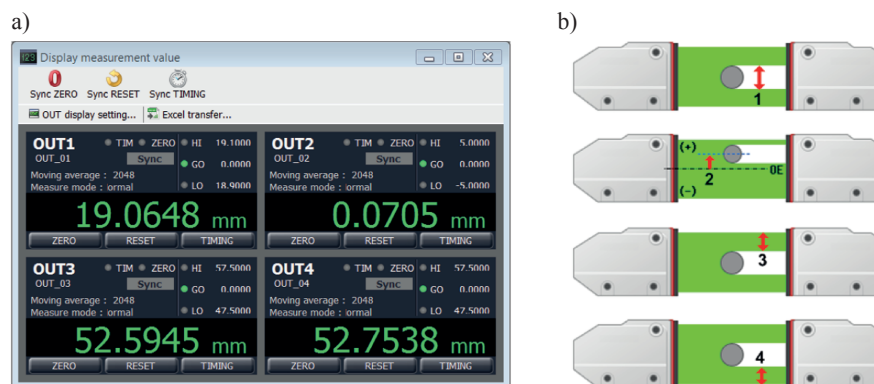 a)
Display measurement value
Sync ZERO Sync RESET Sync TIMING
OUT display setting... Excel transfer...
OUT1 TIM ZERO HI 19.1000
OUT_01 Sync GO 0.0000
Moving average : 2048
Measure mode : ormal LO 18.9000
19.0648 mm
ZERO RESET TIMING
OUT2 TIM ZERO HI 5.0000
OUT_02 Sync GO 0.0000
Moving average : 2048
Measure mode : ormal LO -5.0000
0.0705 mm
ZERO RESET TIMING
OUT3 TIM ZERO HI 57.5000
OUT_03 Sync GO 0.0000
Moving average : 2048
Measure mode : ormal LO 47.5000
52.5945 mm
ZERO RESET TIMING
OUT4 TIM ZERO HI 57.5000
OUT_04 Sync GO 0.0000
Moving average : 2048
Measure mode : ormal LO 47.5000
52.7538 mm
ZERO RESET TIMING
b)
1
(+)
2 0E
(-)
3
4